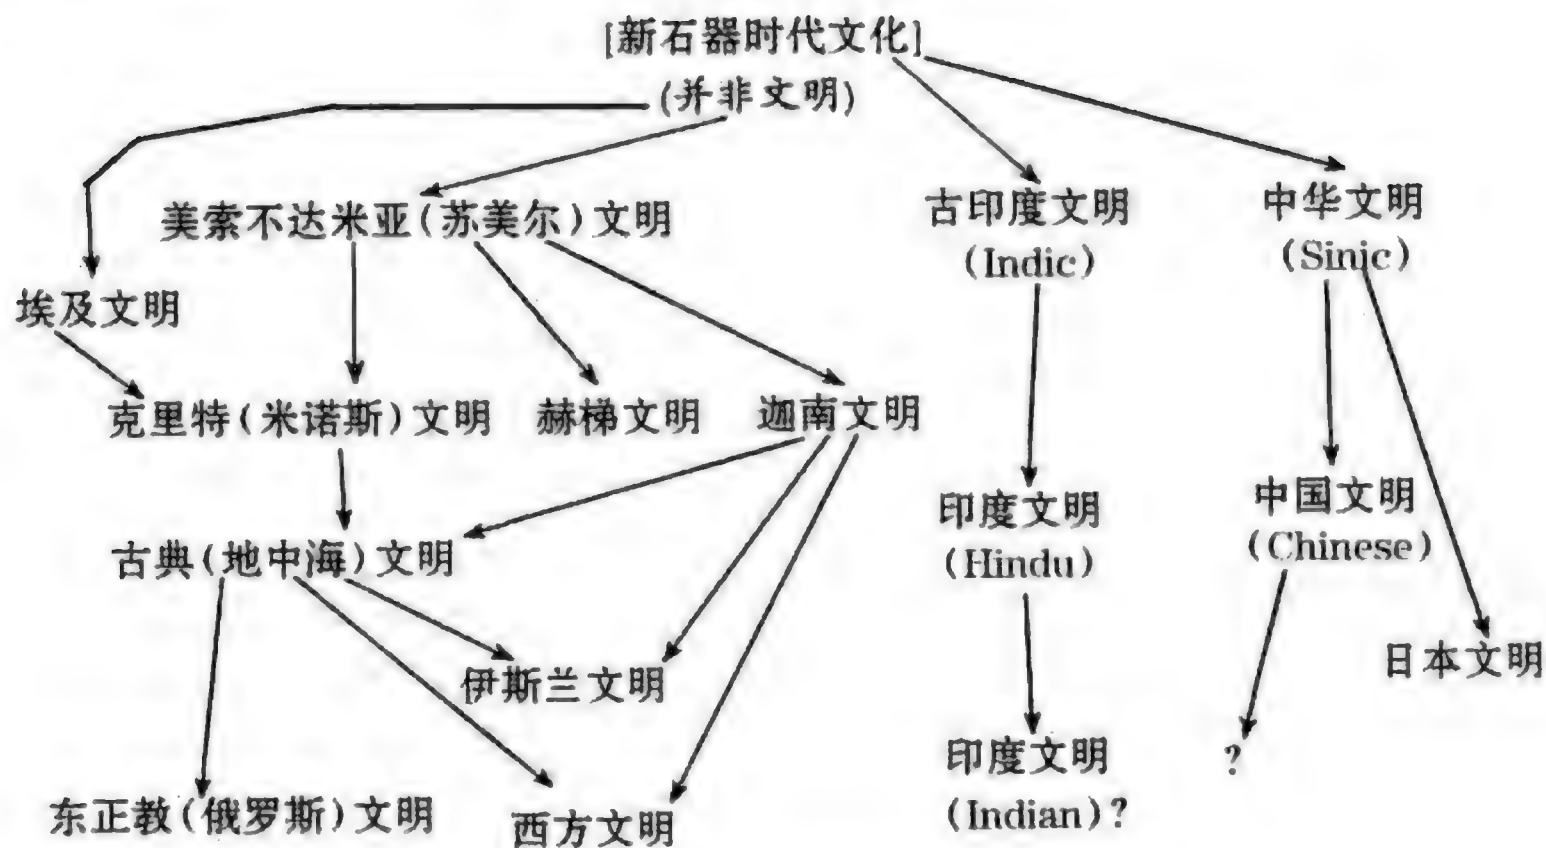 [新石器时代文化]
(并非文明)
美索不达米亚(苏美尔)文明
古印度文明
(Indic)
中华文明
(Sinic)
埃及文明
克里特(米诺斯)文明
赫梯文明
迦南文明
印度文明
(Hindu)
中国文明
(Chinese)
古典(地中海)文明
伊斯兰文明
日本文明
东正教(俄罗斯)文明
西方文明
印度文明
(Indian)?
?